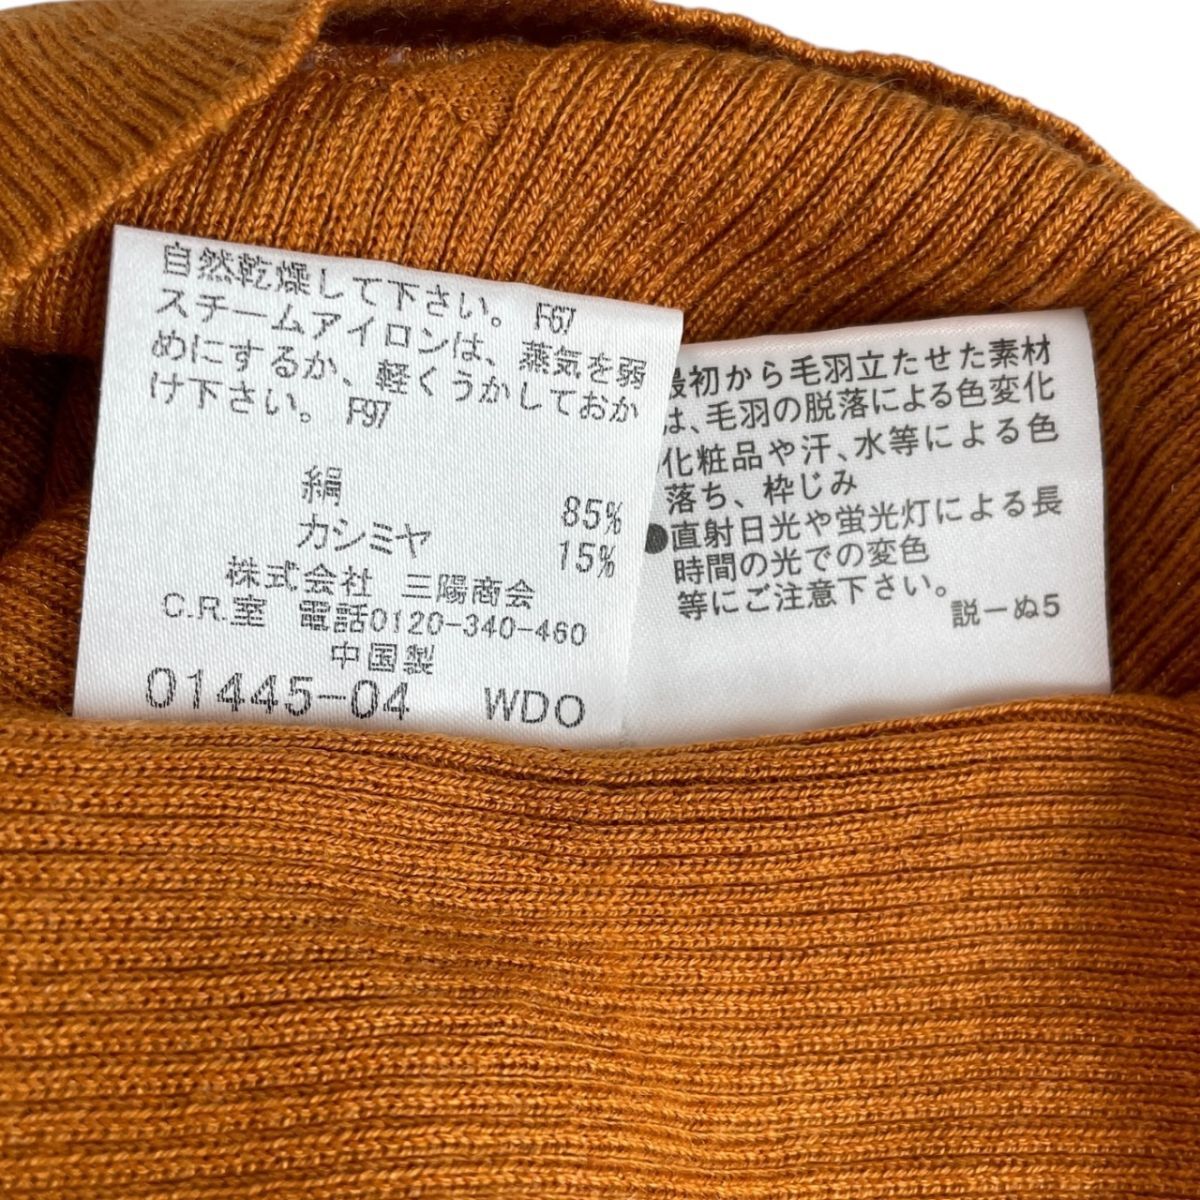 自然乾燥して下さい。 F67
スチームアイロンは、蒸気を弱
めにするか、軽くうかしておか
け下さい。 F97
絹 85%
カシミヤ 15%
株式会社 三陽商会
C.R.室 電話0120-340-460
中国製
01445-04 WDO
最初から毛羽立たせた素材
は、毛羽の脱落による色変化
化粧品や汗、水等による色
落ち、枠じみ
●直射日光や蛍光灯による長
時間の光での変色
等にご注意下さい。
説ーぬ5